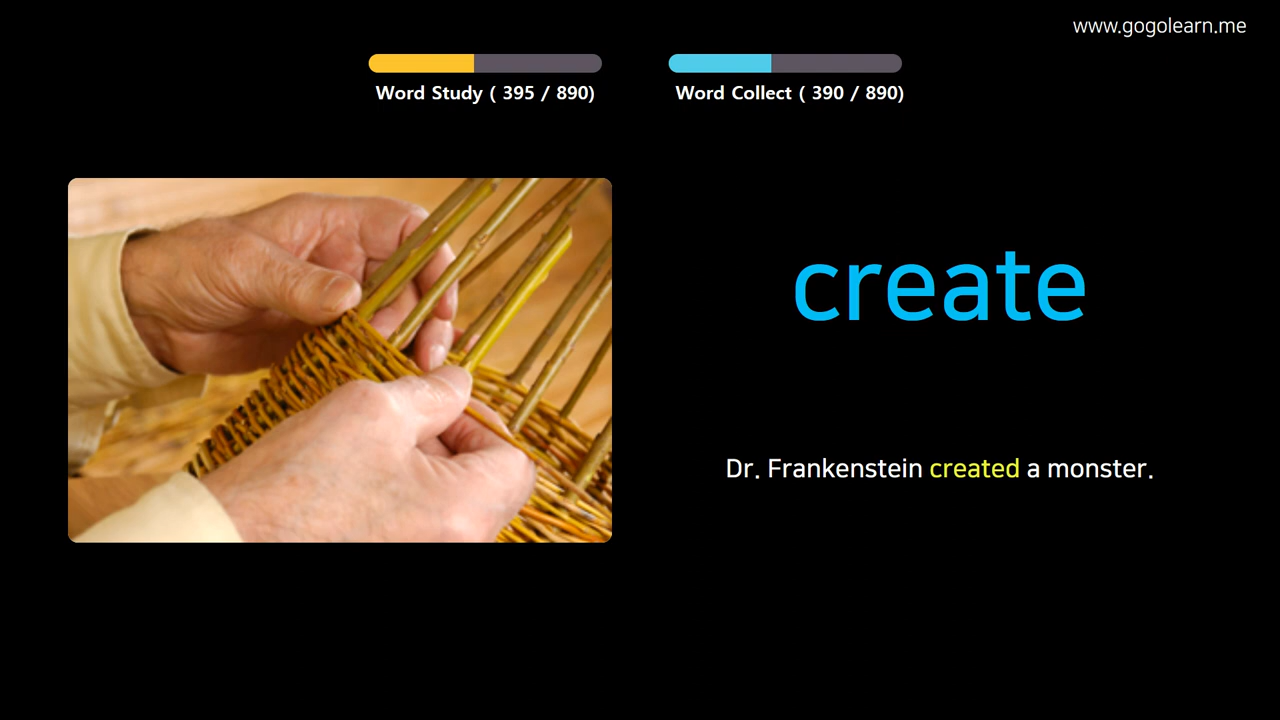 www.gogolearn.me
Word Study ( 395 / 890)
Word Collect ( 390 / 890)
create
Dr. Frankenstein created a monster.